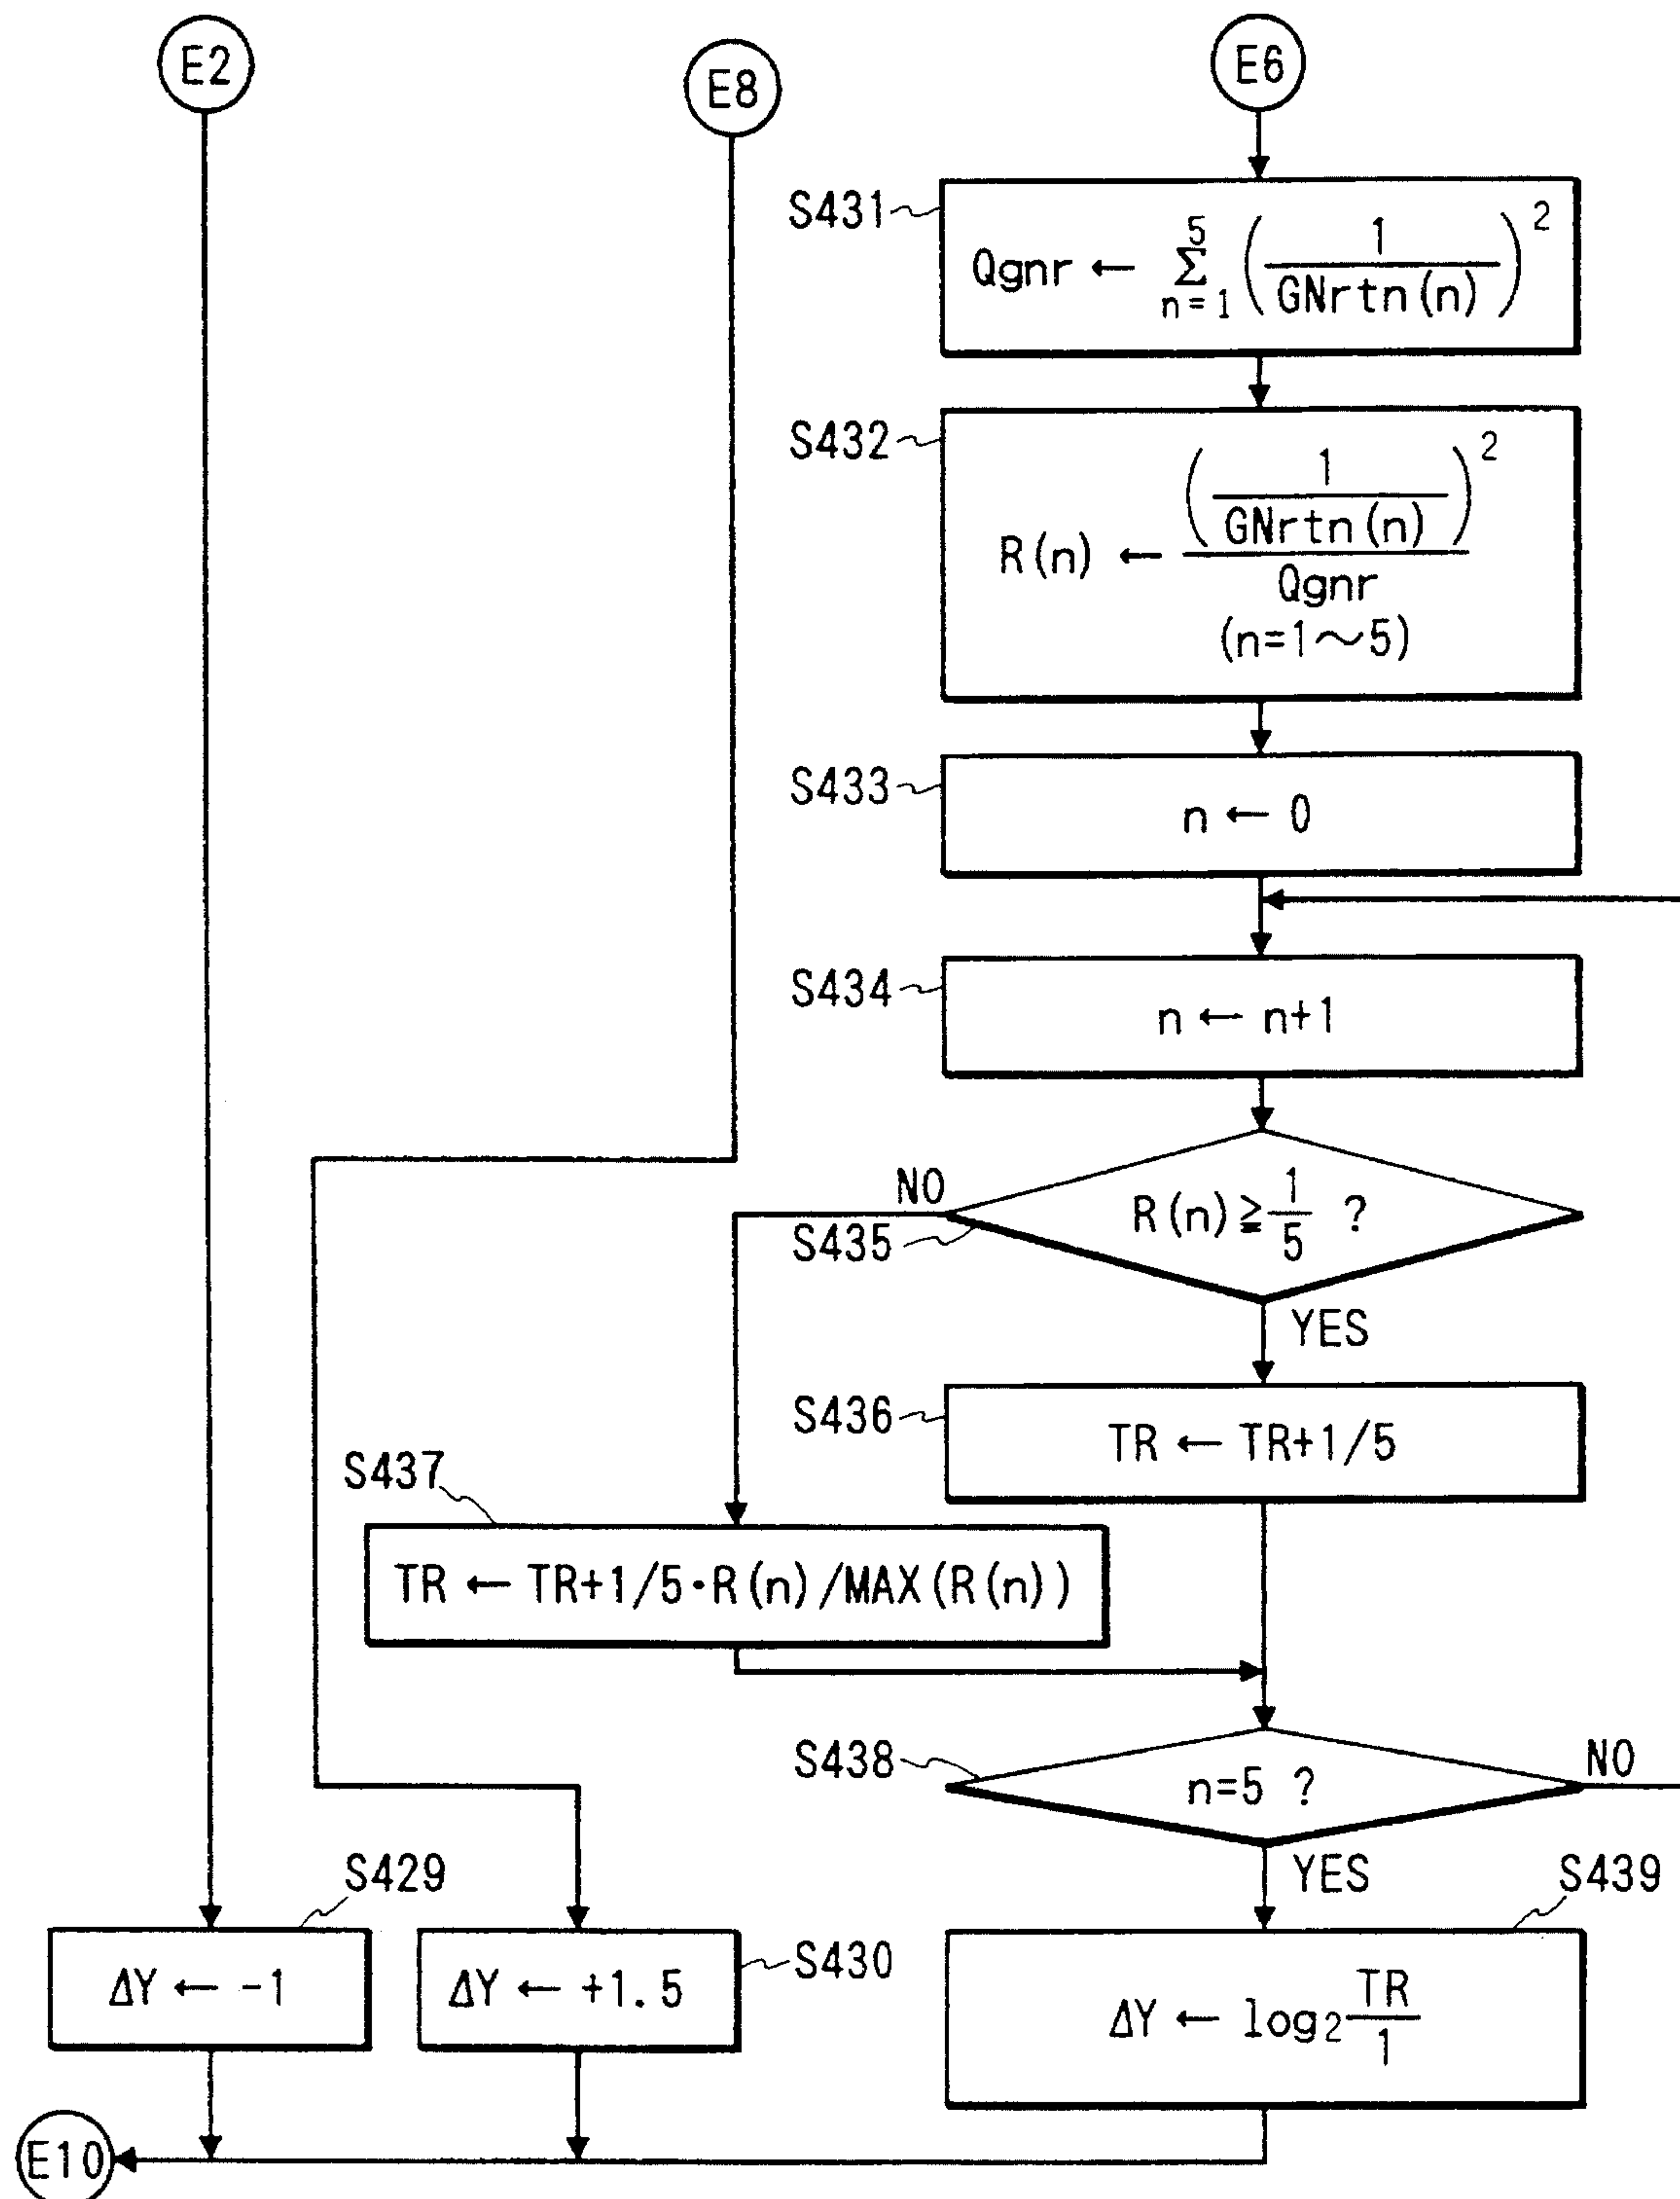 E2
E8
E6
S431
Qgnr ← Σ n=1 5 (1/GNrtn(n))²
S432
R(n) ← (1/GNrtn(n))² / Qgnr
(n=1～5)
S433
n ← 0
S434
n ← n+1
NO
S435
R(n) ≧ 1/5 ?
YES
S436
TR ← TR+1/5
S437
TR ← TR+1/5・R(n)/MAX(R(n))
S438
n=5 ?
NO
YES
S429
ΔY ← -1
ΔY ← +1.5
S430
S439
ΔY ← log₂ TR/1
E10